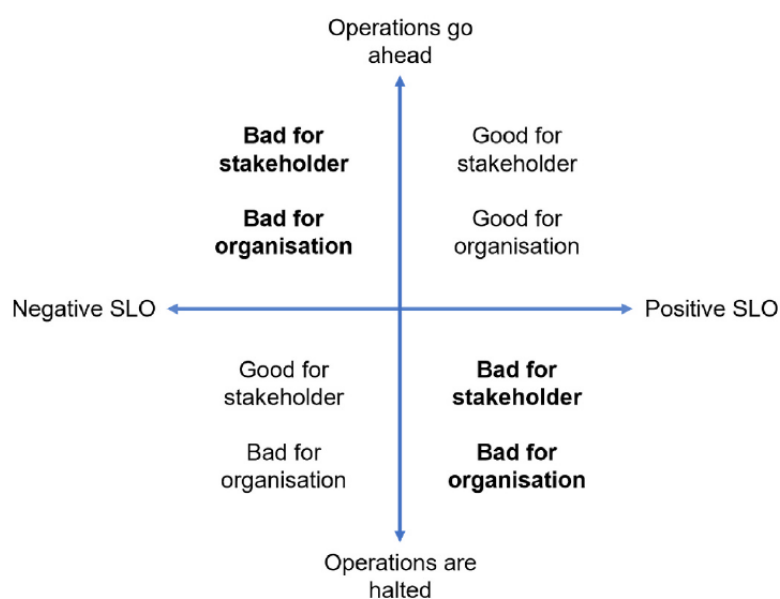 Operations go
ahead
Bad for
stakeholder
Good for
stakeholder
Bad for
organisation
Good for
organisation
Negative SLO
Positive SLO
Good for
stakeholder
Bad for
stakeholder
Bad for
organisation
Bad for
organisation
Operations are
halted